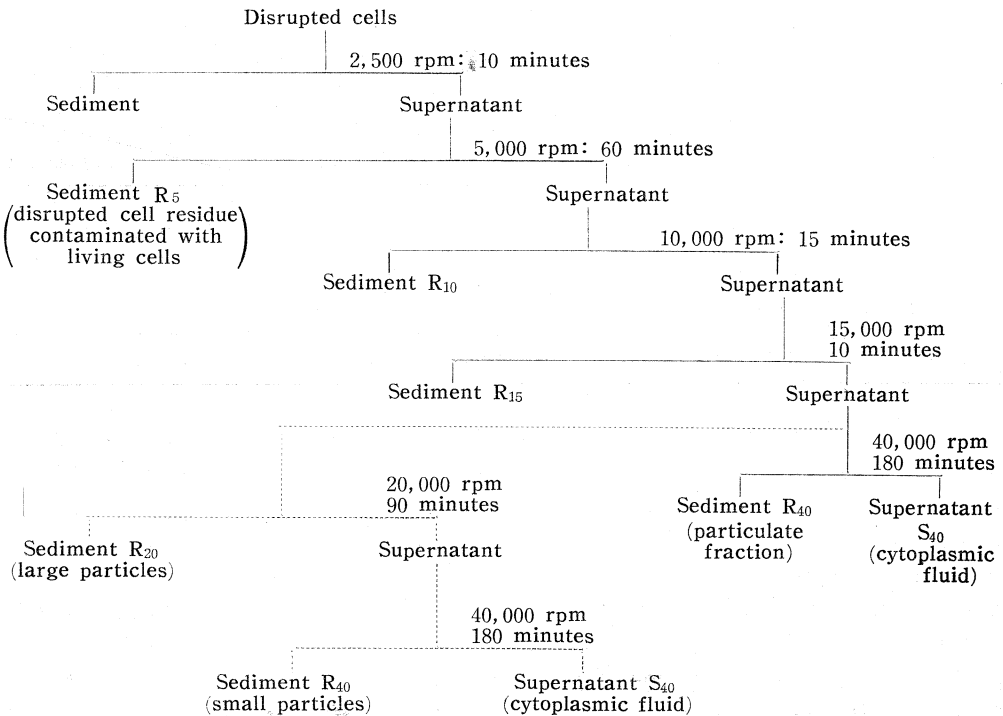 Disrupted cells
2,500 rpm: 10 minutes
Sediment
Supernatant
5,000 rpm: 60 minutes
Sediment R5
(disrupted cell residue
contaminated with
living cells)
Supernatant
10,000 rpm: 15 minutes
Sediment R10
Supernatant
15,000 rpm
10 minutes
Sediment R15
Supernatant
40,000 rpm
180 minutes
Sediment R40
(particulate
fraction)
Supernatant
S40
(cytoplasmic
fluid)
20,000 rpm
90 minutes
Sediment R20
(large particles)
Supernatant
40,000 rpm
180 minutes
Sediment R40
(small particles)
Supernatant S40
(cytoplasmic fluid)